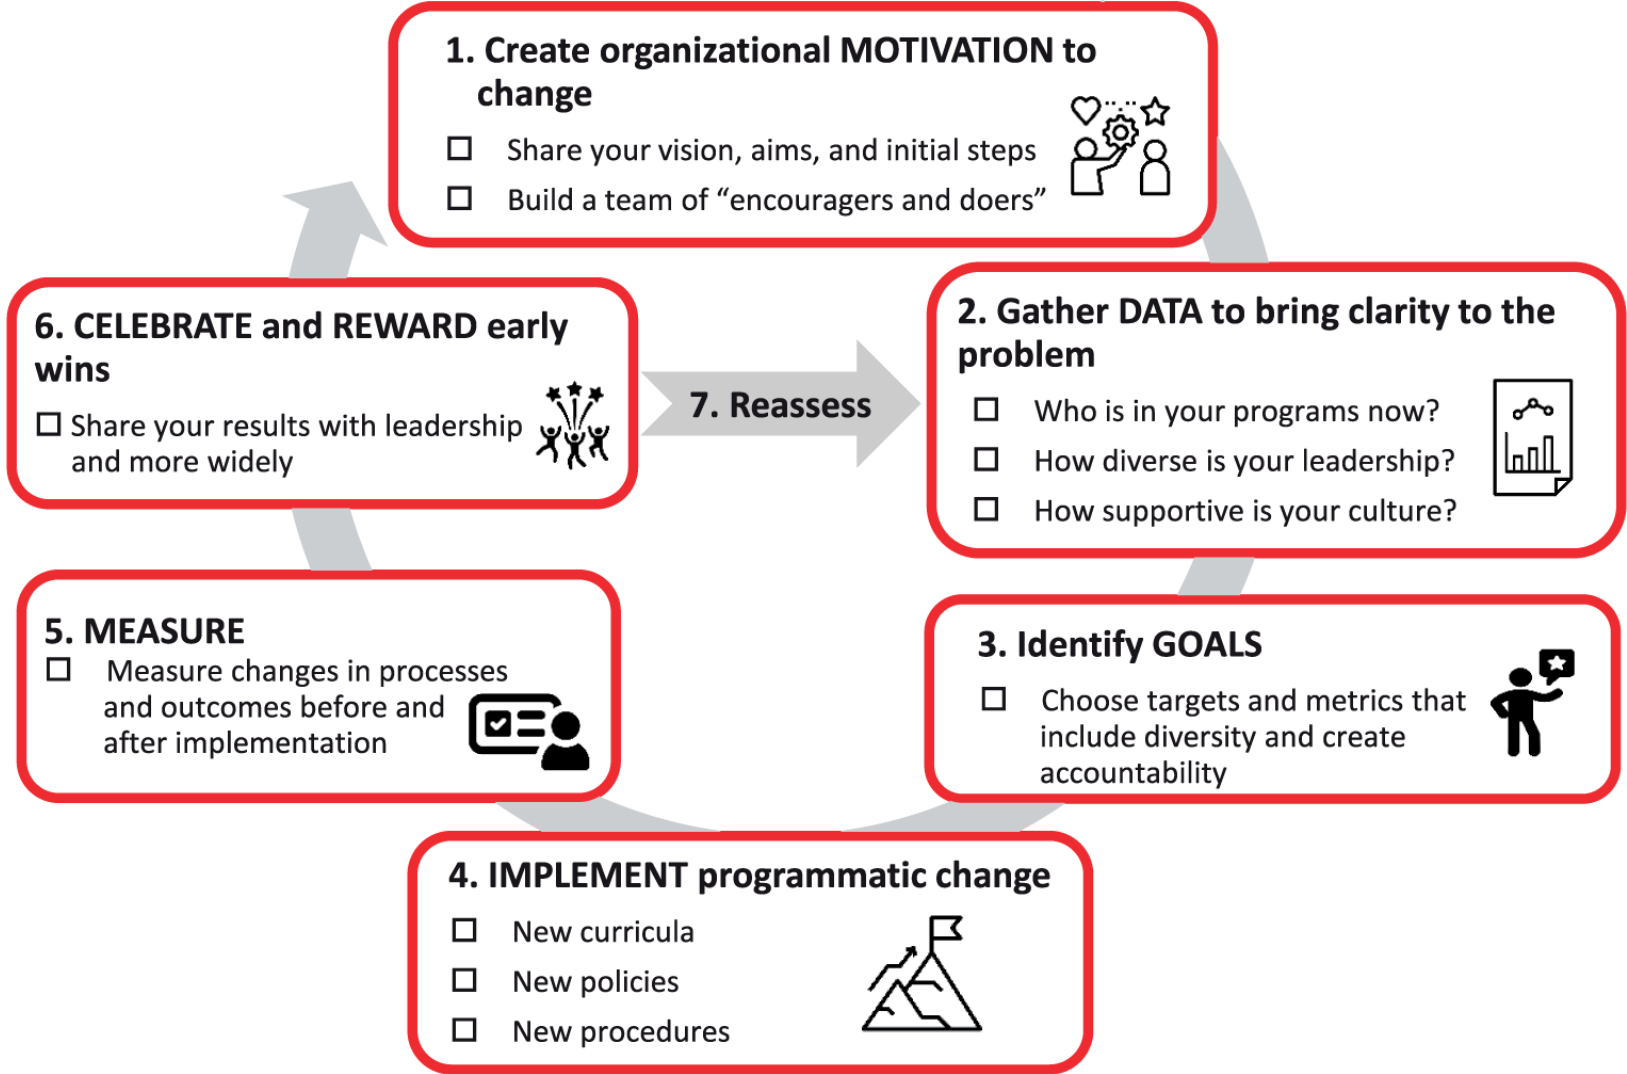 1. Create organizational MOTIVATION to
change
Share your vision, aims, and initial steps
Build a team of “encouragers and doers”
2. Gather DATA to bring clarity to the
problem
Who is in your programs now?
How diverse is your leadership?
How supportive is your culture?
3. Identify GOALS
Choose targets and metrics that
include diversity and create
accountability
4. IMPLEMENT programmatic change
New curricula
New policies
New procedures
5. MEASURE
Measure changes in processes
and outcomes before and
after implementation
6. CELEBRATE and REWARD early
wins
Share your results with leadership
and more widely
7. Reassess